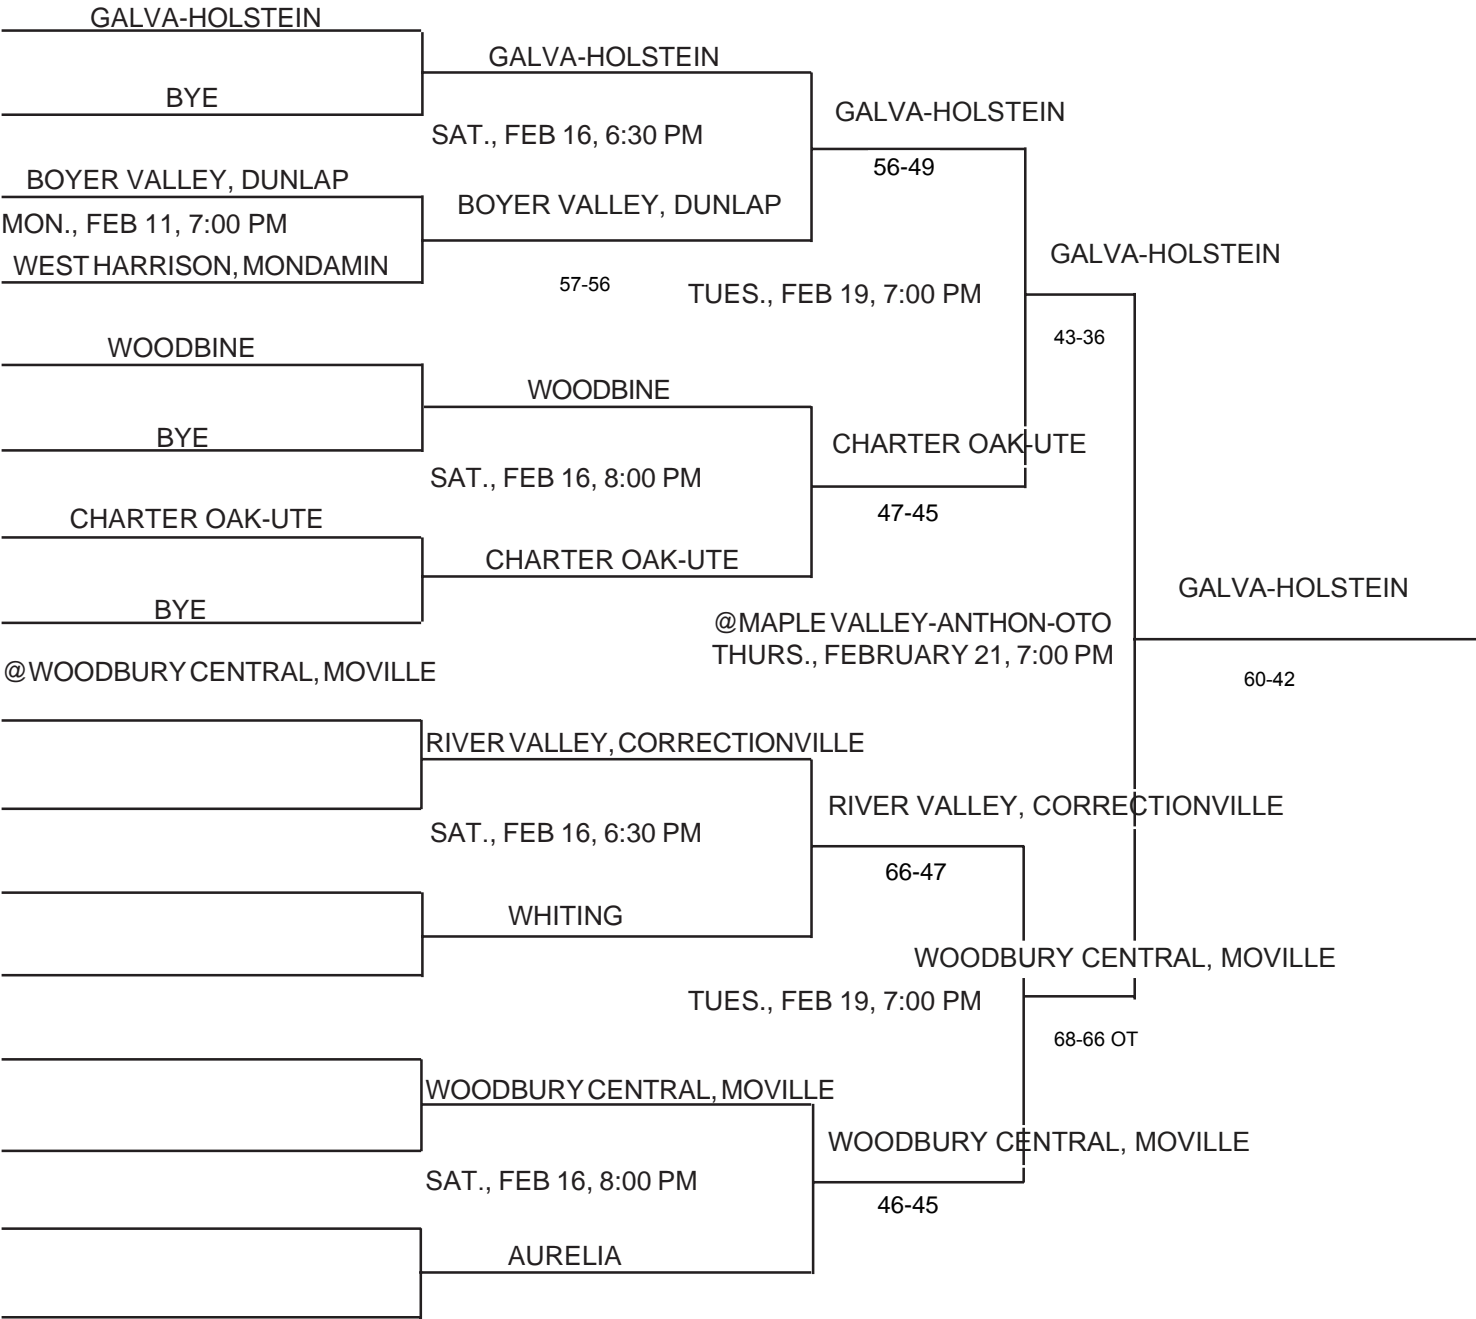 GALVA-HOLSTEIN
GALVA-HOLSTEIN
BYE
GALVA-HOLSTEIN
SAT., FEB 16, 6:30 PM
56-49
BOYER VALLEY, DUNLAP
BOYER VALLEY, DUNLAP
MON., FEB 11, 7:00 PM
GALVA-HOLSTEIN
WEST HARRISON, MONDAMIN
57-56
TUES., FEB 19, 7:00 PM
43-36
WOODBINE
WOODBINE
BYE
CHARTER OAK-UTE
SAT., FEB 16, 8:00 PM
47-45
CHARTER OAK-UTE
CHARTER OAK-UTE
GALVA-HOLSTEIN
BYE
@MAPLE VALLEY-ANTHON-OTO
THURS., FEBRUARY 21, 7:00 PM
@WOODBURY CENTRAL, MOVILLE
60-42
RIVER VALLEY, CORRECTIONVILLE
RIVER VALLEY, CORRECTIONVILLE
SAT., FEB 16, 6:30 PM
66-47
WHITING
WOODBURY CENTRAL, MOVILLE
TUES., FEB 19, 7:00 PM
68-66 OT
WOODBURY CENTRAL, MOVILLE
WOODBURY CENTRAL, MOVILLE
SAT., FEB 16, 8:00 PM
46-45
AURELIA